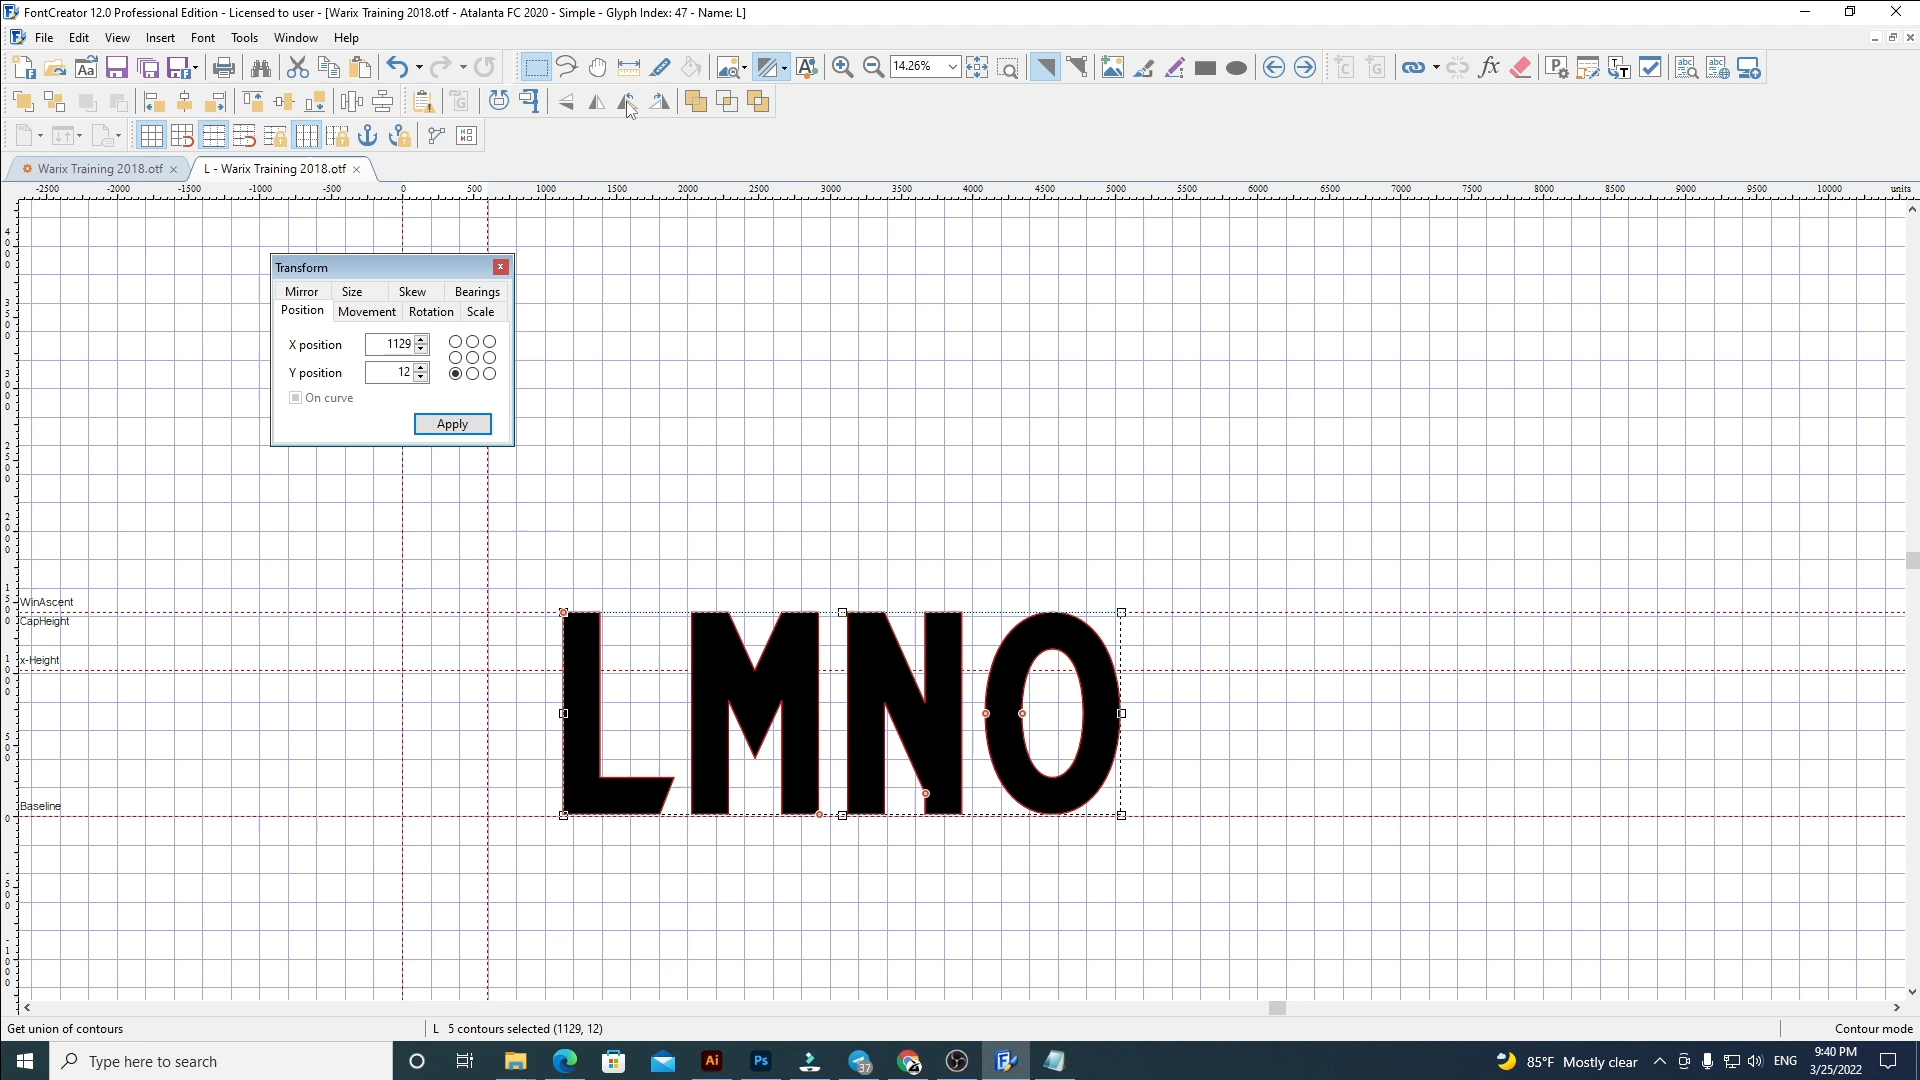 FontCreator 12.0 Professional Edition - Licensed to user - [Warix Training 2018.otf - Atalanta FC 2020 - Simple - Glyph Index: 47 - Name: L]
File Edit View Insert Font Tools Window Help
14.26%
Warix Training 2018.otf L - Warix Training 2018.otf
-2500 -2000 -1500 -1000 -500 0 500 1000 1500 2000 2500 3000 3500 4000 4500 5000 5500 6000 6500 7000 7500 8000 8500 9000 9500 10000 units
Transform
Mirror Size Skew Bearings
Position Movement Rotation Scale
X position 1129
Y position 12
On curve
Apply
WinAscent
CapHeight
x-Height
Baseline
LMNO
Get union of contours L 5 contours selected (1129, 12) Contour mode
Type here to search
Ai Ps 37
85°F Mostly clear ENG 9:40 PM
3/25/2022